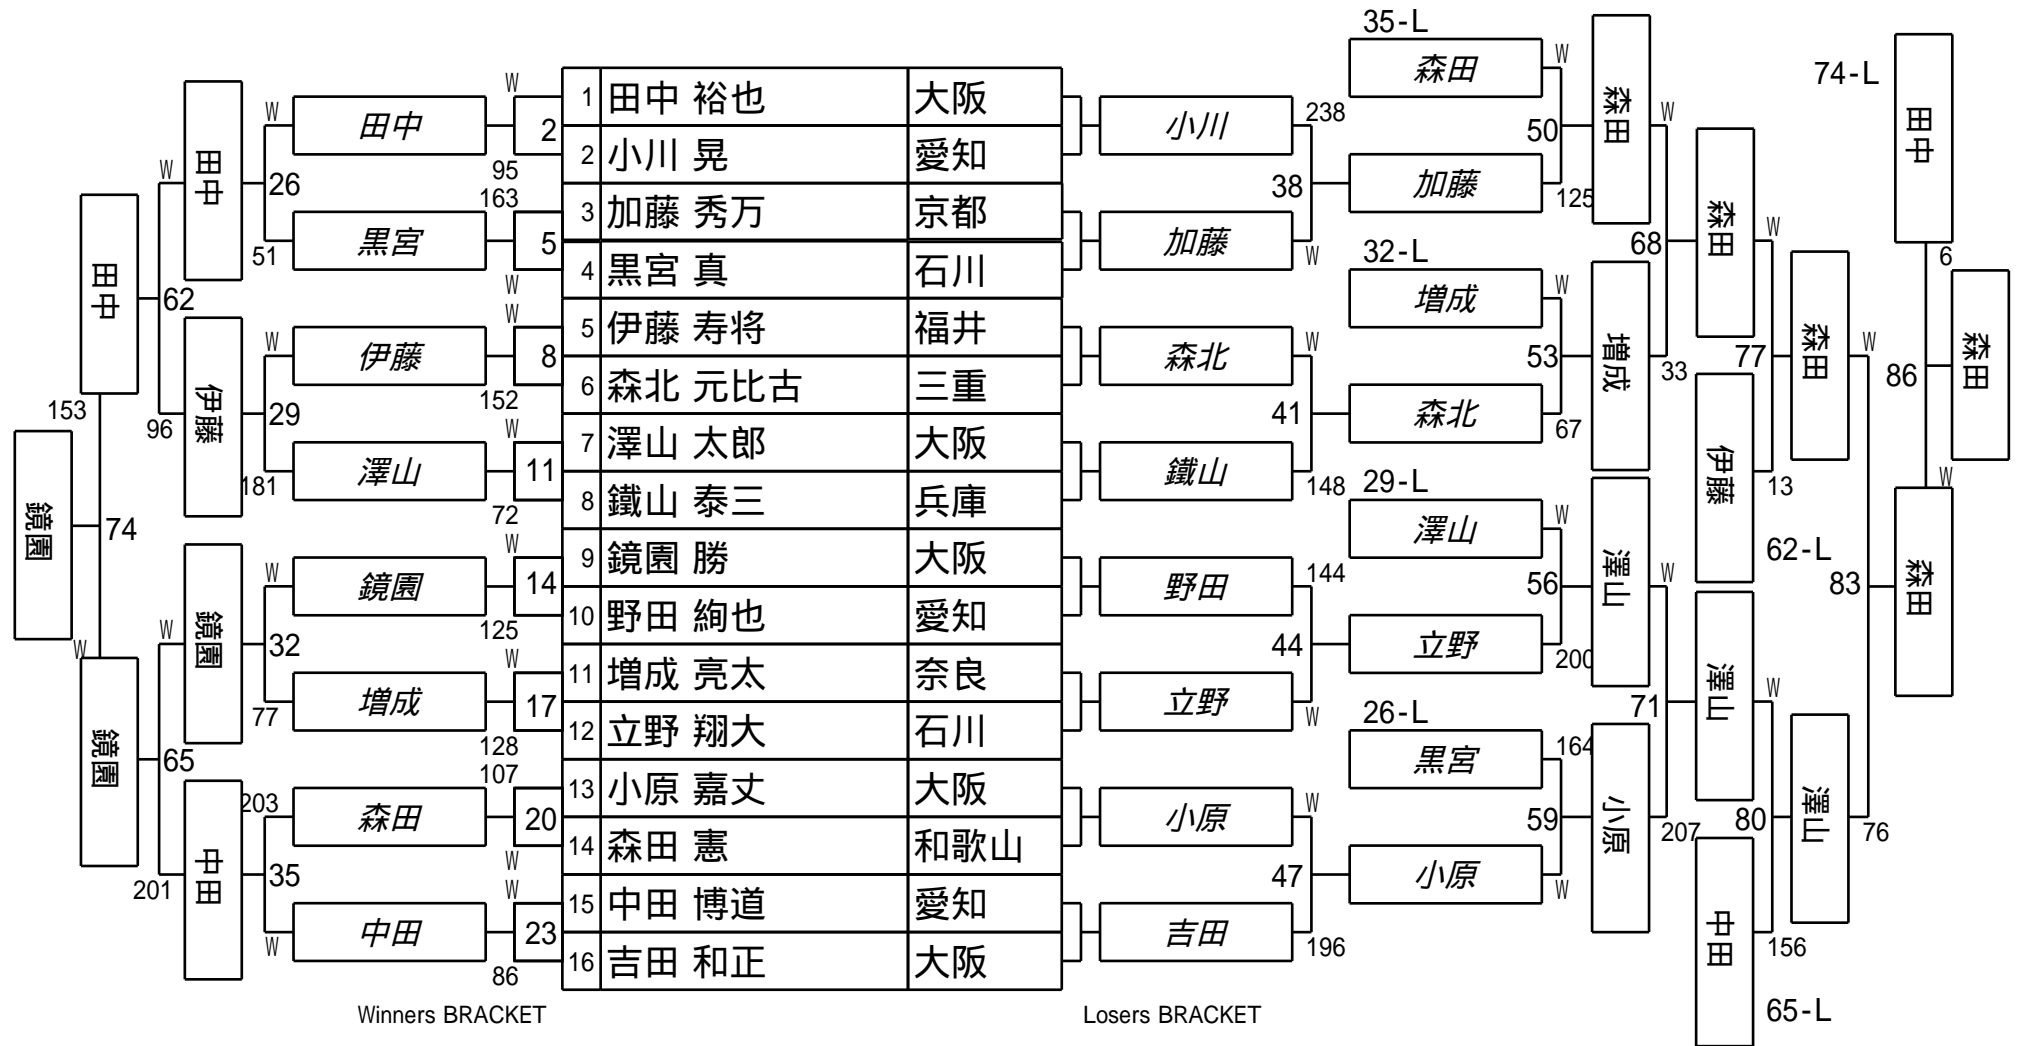 35-L
森田
W
74-L
田中
1 田中 裕也 大阪
2 小川 晃 愛知
3 加藤 秀万 京都
4 黒宮 真 石川
5 伊藤 寿将 福井
6 森北 元比古 三重
7 澤山 太郎 大阪
8 鐵山 泰三 兵庫
9 鏡園 勝 大阪
10 野田 絢也 愛知
11 増成 亮太 奈良
12 立野 翔大 石川
13 小原 嘉丈 大阪
14 森田 憲 和歌山
15 中田 博道 愛知
16 吉田 和正 大阪
W
2
95
163
5
W
W
8
152
W
11
72
W
14
125
W
17
128
107
20
W
W
23
86
田中
黒宮
伊藤
澤山
鏡園
増成
森田
中田
W
26
51
W
29
181
W
32
77
203
35
W
田中
伊藤
鏡園
中田
W
62
96
W
65
201
田中
鏡園
153
74
W
鏡園
小川
加藤
森北
鐵山
野田
立野
小原
吉田
238
38
W
W
41
148
144
44
W
W
47
196
加藤
32-L
増成
森北
29-L
澤山
立野
26-L
黒宮
小原
50
125
W
53
67
W
56
200
164
59
W
森田
増成
澤山
小原
W
68
33
W
71
207
森田
伊藤
62-L
澤山
中田
65-L
W
77
13
W
80
156
森田
澤山
W
83
76
森田
6
86
W
森田
Winners BRACKET
Losers BRACKET